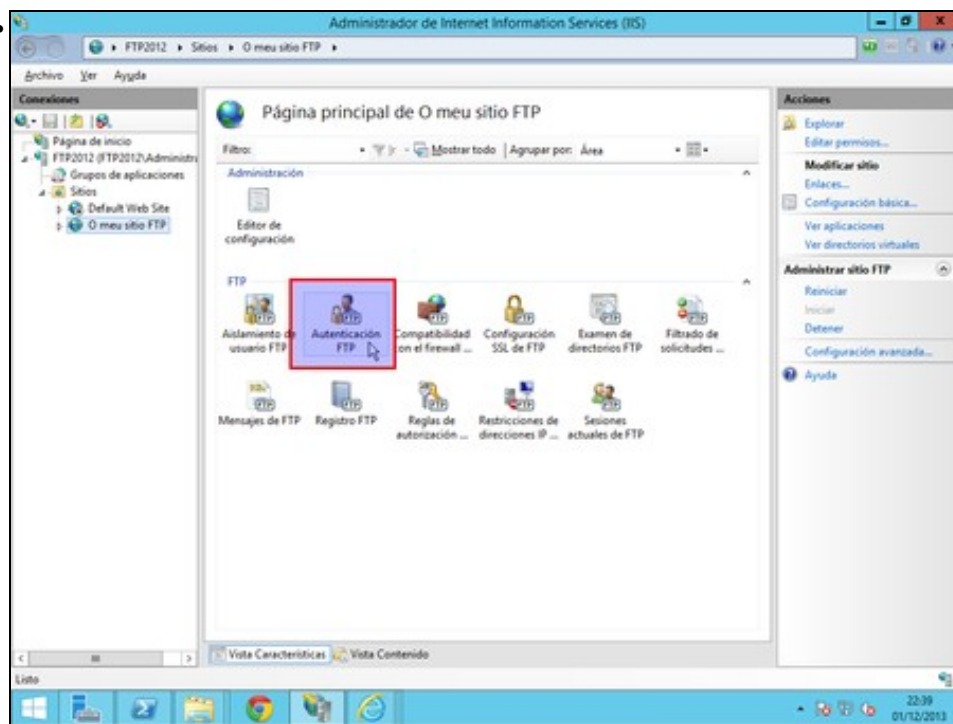 Administrador de Internet Information Services (IIS)
FTP2012 Sitios O meu sitio FTP
Archivo Ver Ayuda
Conexiones
Página de inicio
FTP2012 (FTP2012\Administr
Grupos de aplicaciones
Sitios
Default Web Site
O meu sitio FTP
Página principal de O meu sitio FTP
Filtro: Ir Mostrar todo Agrupar por: Área
Administración
Editor de
configuración
FTP
Aislamiento de
usuario FTP
Autenticación
FTP
Compatibilidad
con el firewall ...
Configuración
SSL de FTP
Examen de
directorios FTP
Filtrado de
solicitudes ...
Mensajes de FTP
Registro FTP
Reglas de
autorización ...
Restricciones de
direcciones IP ...
Sesiones
actuales de FTP
Vista Características Vista Contenido
Acciones
Explorar
Editar permisos...
Modificar sitio
Enlaces...
Configuración básica...
Ver aplicaciones
Ver directorios virtuales
Administrar sitio FTP
Reiniciar
Iniciar
Detener
Configuración avanzada...
Ayuda
Listo
22:39
01/12/2013